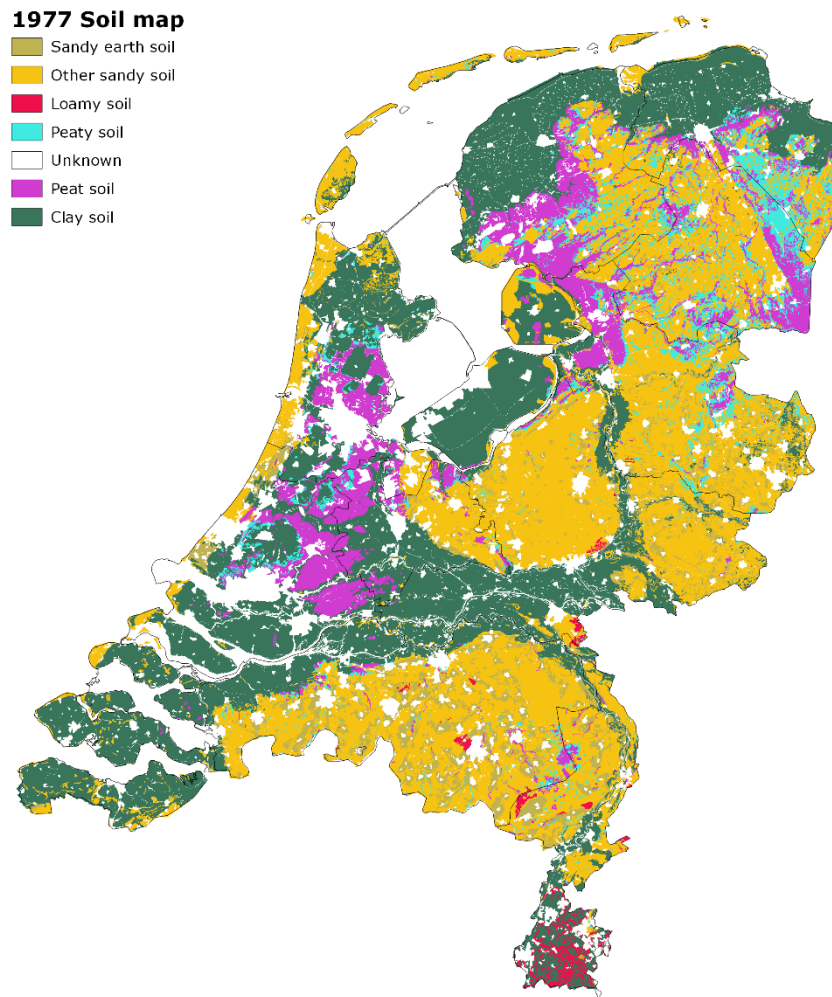 1977 Soil map
Sandy earth soil
Other sandy soil
Loamy soil
Peaty soil
Unknown
Peat soil
Clay soil